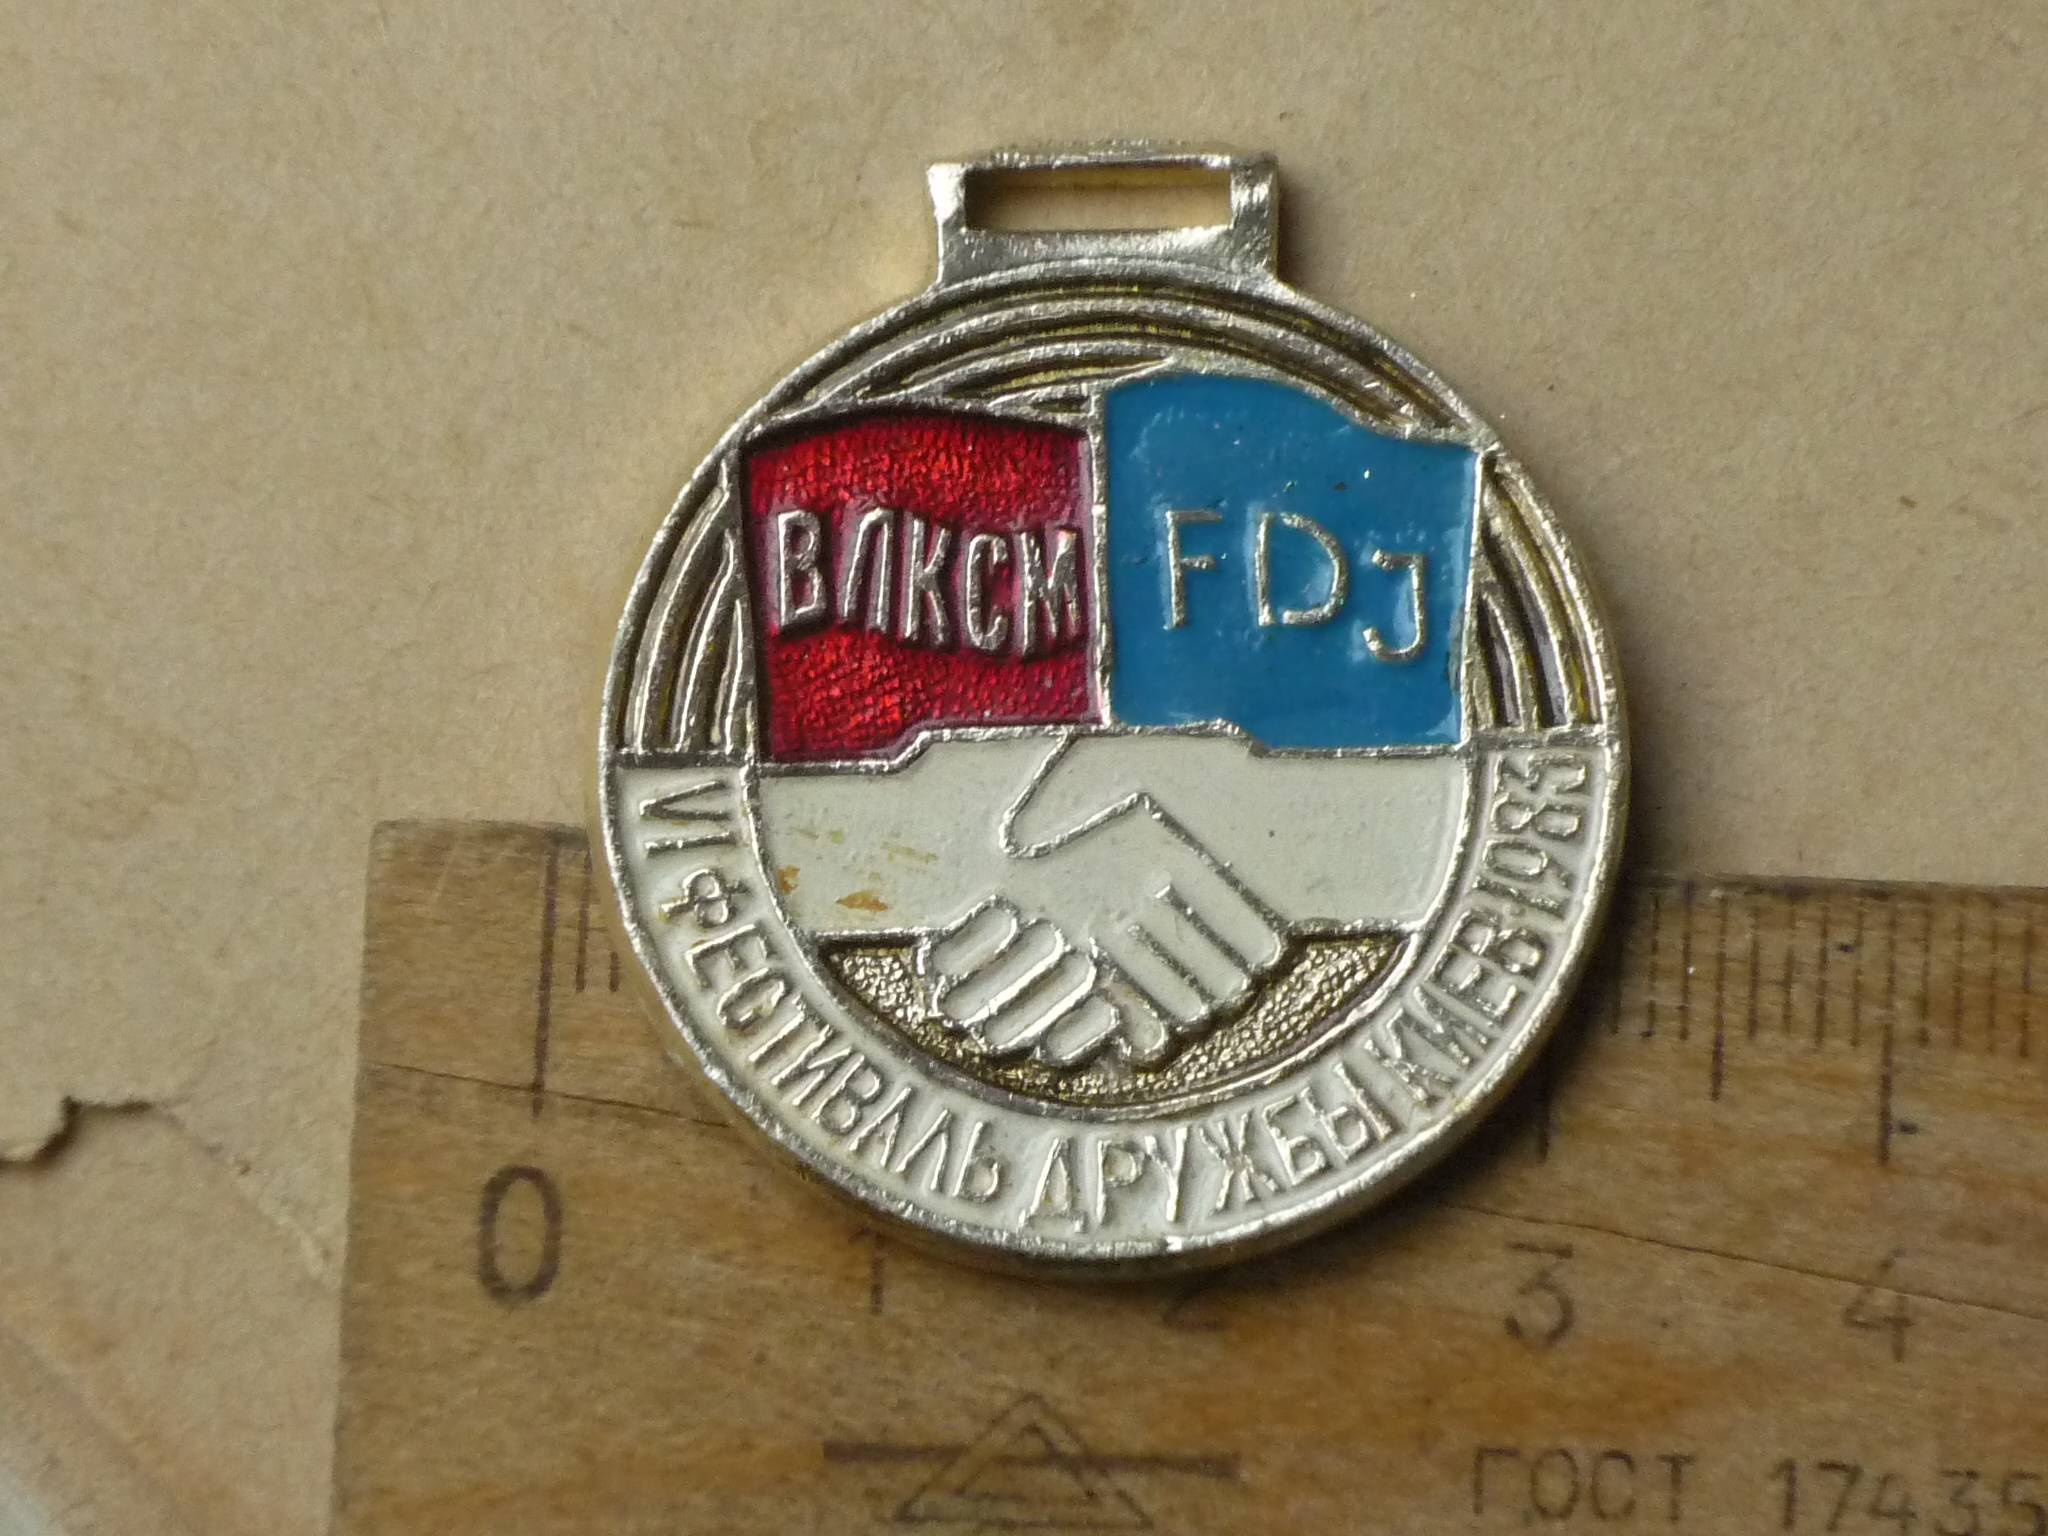 ВЛКСМ
FDJ
VI ФЕСТИВАЛЬ ДРУЖБЫ КИЕВ 1983
0 1 2 3 4
ГОСТ 17435